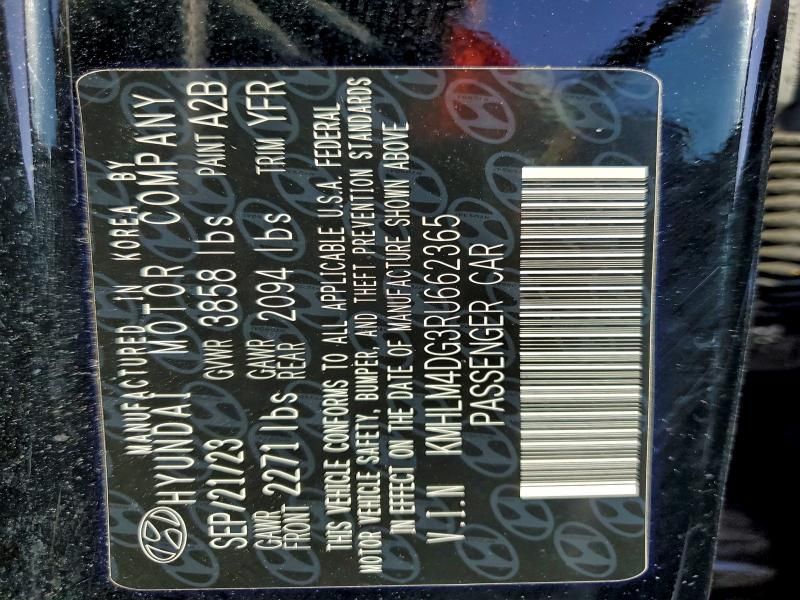 MANUFACTURED IN KOREA BY
HYUNDAI MOTOR COMPANY
SEP/21/23 GVWR 3858 lbs PAINT A2B
GAWR FRONT 2271 lbs GAWR REAR 2094 lbs TRIM YFR
THIS VEHICLE CONFORMS TO ALL APPLICABLE U.S.A. FEDERAL
MOTOR VEHICLE SAFETY, BUMPER, AND THEFT PREVENTION STANDARDS
IN EFFECT ON THE DATE OF MANUFACTURE SHOWN ABOVE
V.I.N KMHLM4DG3RU662365
PASSENGER CAR